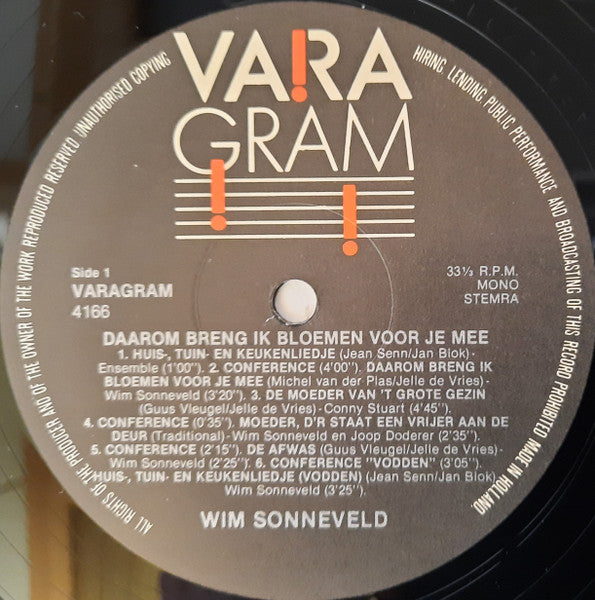 VA!RA
GRAM
ALL RIGHTS OF THE PRODUCER AND OF THE OWNER OF THE WORK REPRODUCED RESERVED. UNAUTHORISED COPYING
HIRING, LENDING, PUBLIC PERFORMANCE AND BROADCASTING OF THIS RECORD PROHIBITED MADE IN HOLLAND.
Side 1
VARAGRAM
4166
33⅓ R.P.M.
MONO
STEMRA
DAAROM BRENG IK BLOEMEN VOOR JE MEE
1. HUIS-, TUIN- EN KEUKENLIEDJE (Jean Senn/Jan Blok)-
Ensemble (1'00"). 2. CONFERENCE (4'00"). DAAROM BRENG IK
BLOEMEN VOOR JE MEE (Michel van der Plas/Jelle de Vries)-
Wim Sonneveld (3'20"). 3. DE MOEDER VAN 'T GROTE GEZIN
(Guus Vleugel/Jelle de Vries) - Conny Stuart (4'45").
4. CONFERENCE (0'35"). MOEDER, D'R STAAT EEN VRIJER AAN DE
DEUR (Traditional)-Wim Sonneveld en Joop Doderer (2'35").
5. CONFERENCE (2'15"). DE AFWAS (Guus Vleugel/Jelle de Vries)
- Wim Sonneveld (2'25"). 6. CONFERENCE "VODDEN" (3'05").
HUIS-, TUIN- EN KEUKENLIEDJE (VODDEN) (Jean Senn/Jan Blok)
Wim Sonneveld (3'25").
WIM SONNEVELD